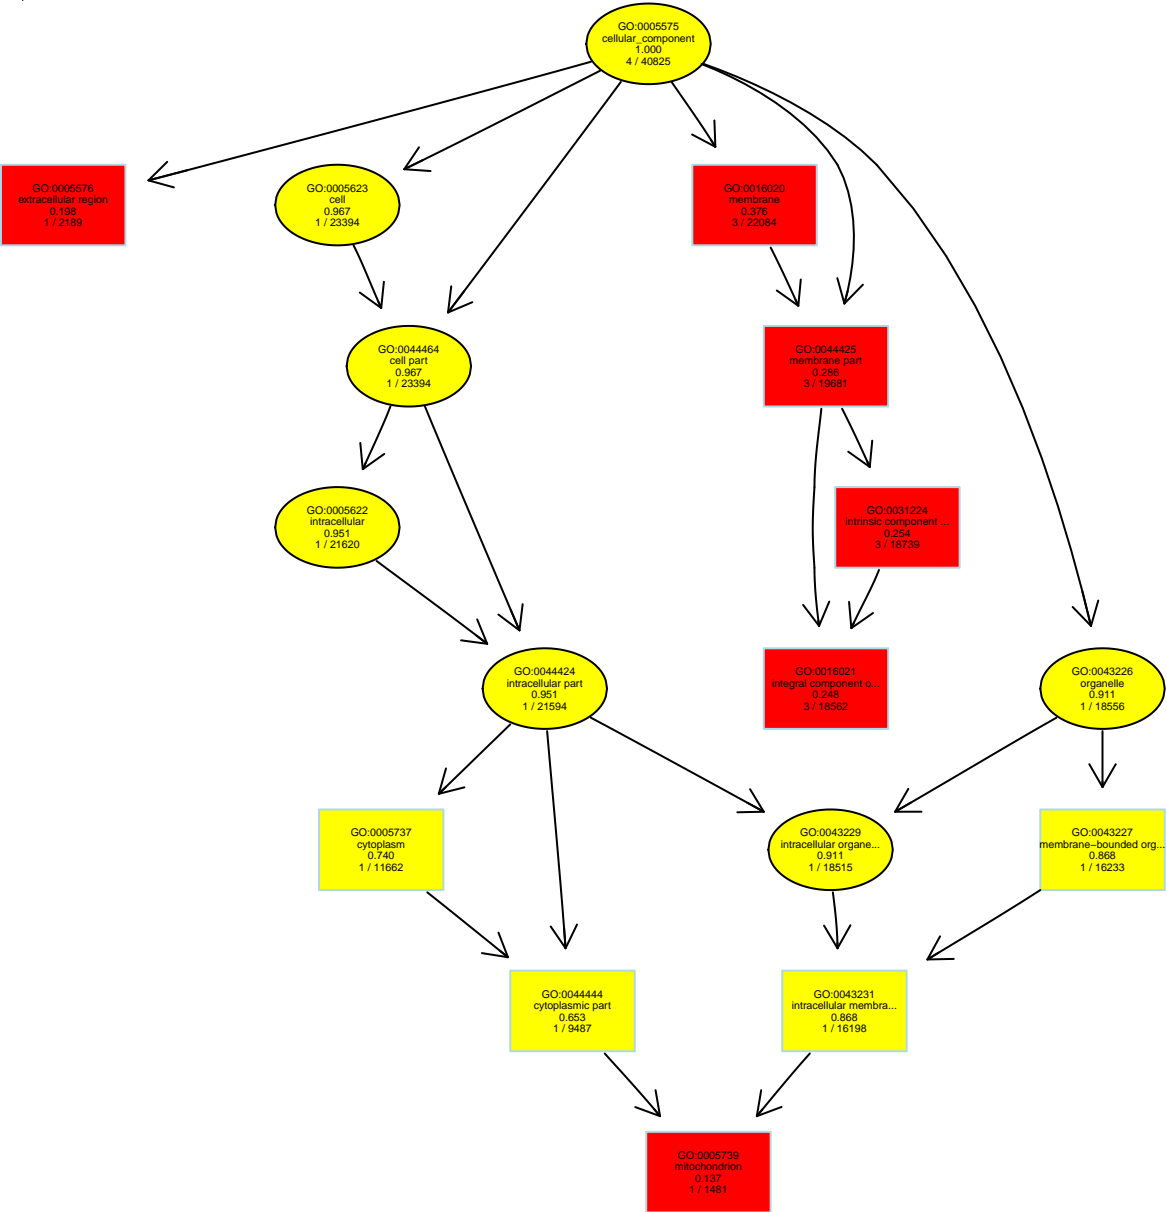 GO:0005575
cellular_component
1.000
4 / 40825
GO:0005576
extracellular region
0.198
1 / 2189
GO:0005623
cell
0.967
1 / 23394
GO:0016020
membrane
0.376
3 / 22084
GO:0044464
cell part
0.967
1 / 23394
GO:0044425
membrane part
0.286
3 / 19681
GO:0005622
intracellular
0.951
1 / 21620
GO:0031224
intrinsic component ...
0.254
3 / 18739
GO:0044424
intracellular part
0.951
1 / 21594
GO:0016021
integral component o...
0.248
3 / 18562
GO:0043226
organelle
0.911
1 / 18556
GO:0005737
cytoplasm
0.740
1 / 11662
GO:0043229
intracellular organe...
0.911
1 / 18515
GO:0043227
membrane−bounded org...
0.868
1 / 16233
GO:0044444
cytoplasmic part
0.653
1 / 9487
GO:0043231
intracellular membra...
0.868
1 / 16198
GO:0005739
mitochondrion
0.137
1 / 1481